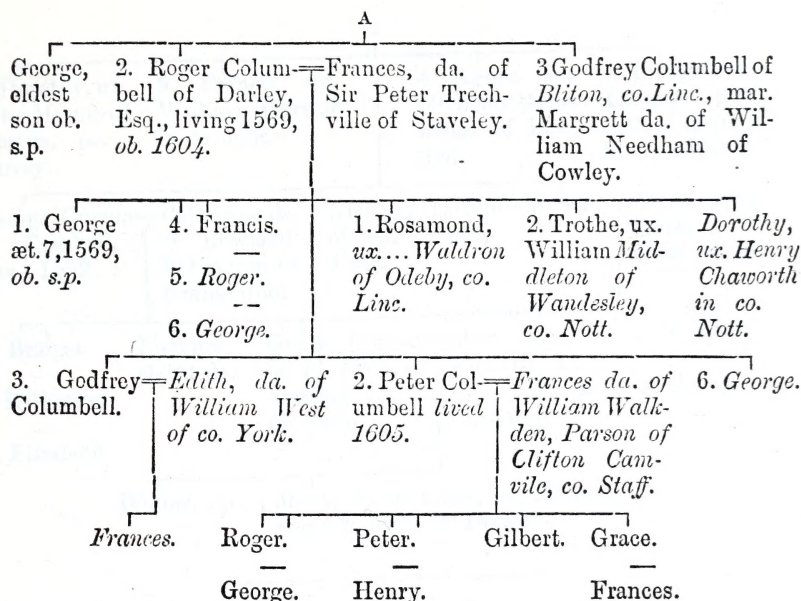 A
George,
eldest
son ob.
s.p.
2. Roger Colum-
bell of Darley,
Esq., living 1569,
ob. 1604.
Frances, da. of
Sir Peter Trech-
ville of Staveley.
3 Godfrey Columbell of
Bliton, co.Linc., mar.
Margrett da. of Wil-
liam Needham of
Cowley.
1. George
æt.7,1569,
ob. s.p.
4. Francis.
5. Roger.
6. George.
1. Rosamond,
ux.... Waldron
of Odeby, co.
Linc.
2. Trothe, ux.
William Mid-
dleton of
Wandesley,
co. Nott.
Dorothy,
ux. Henry
Chaworth
in co.
Nott.
3. Godfrey
Columbell.
Edith, da. of
William West
of co. York.
2. Peter Col-
umbell lived
1605.
Frances da. of
William Walk-
den, Parson of
Clifton Cam-
vile, co. Staff.
6. George.
Frances.
Roger.
George.
Peter.
Henry.
Gilbert.
Grace.
Frances.